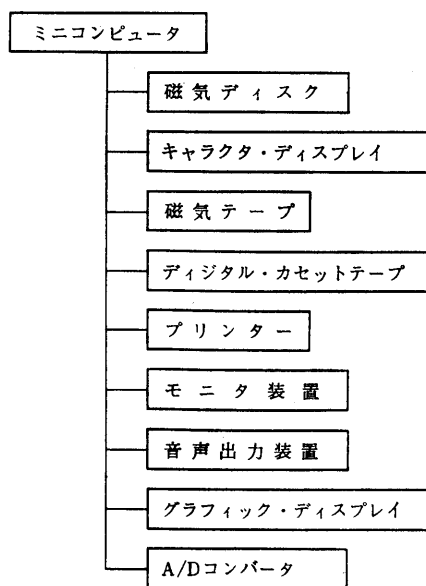 ミニコンピュータ
磁気ディスク
キャラクタ・ディスプレイ
磁気テープ
ディジタル・カセットテープ
プリンター
モニタ装置
音声出力装置
グラフィック・ディスプレイ
A/Dコンバータ